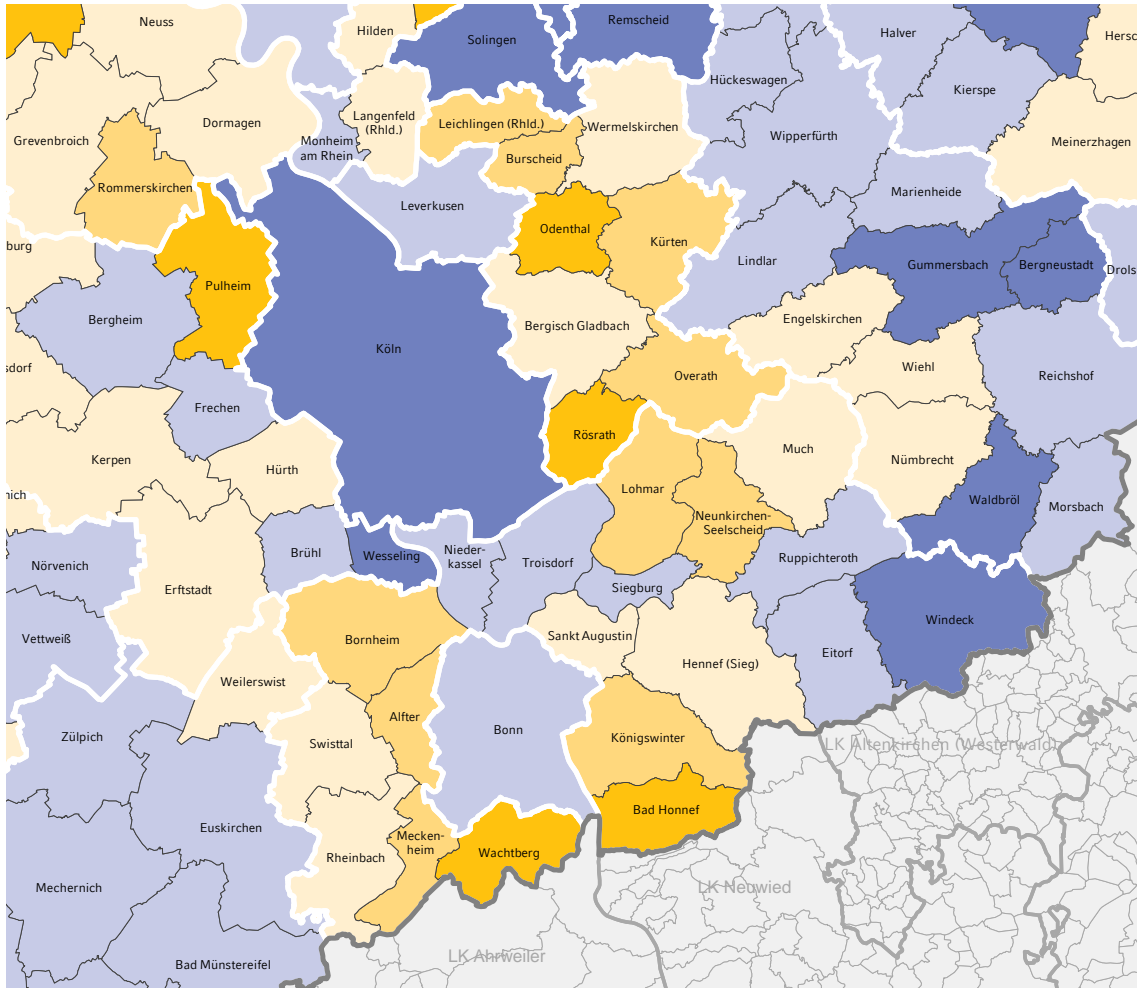 Neuss
Hilden
Solingen
Remscheid
Halver
Hersc
Hückeswagen
Kierspe
Langenfeld
(Rhld.)
Leichlingen (Rhld.)
Wermelskirchen
Wipperfürth
Meinerzhagen
Dormagen
Grevenbroich
Monheim
am Rhein
Burscheid
Rommerskirchen
Leverkusen
Marienheide
Odenthal
Kürten
burg
Lindlar
Gummersbach
Bergneustadt
Drols
Pulheim
Bergheim
Bergisch Gladbach
Engelskirchen
Köln
sdorf
Overath
Wiehl
Reichshof
Frechen
Rösrath
Kerpen
Hürth
Much
Nümbrecht
nich
Lohmar
Waldbröl
Morsbach
Neunkirchen-
Seelscheid
Nörvenich
Brühl
Wesseling
Nieder-
kassel
Troisdorf
Ruppichteroth
Erftstadt
Siegburg
Windeck
Vettweiß
Bornheim
Sankt Augustin
Hennef (Sieg)
Eitorf
Weilerswist
Alfter
Zülpich
Swisttal
Bonn
Königswinter
LK Altenkirchen (Westerwald)
Euskirchen
Bad Honnef
Mecken-
heim
Rheinbach
Wachtberg
Mechernich
LK Neuwied
Bad Münstereifel
LK Ahrweiler